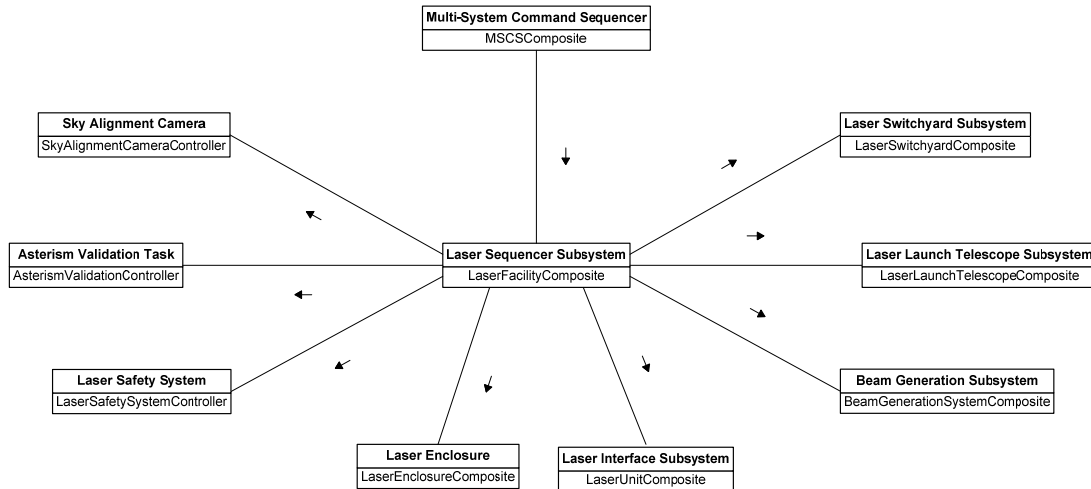 Multi-System Command Sequencer
MSCSComposite
Sky Alignment Camera
SkyAlignmentCameraController
Laser Switchyard Subsystem
LaserSwitchyardComposite
Asterism Validation Task
AsterismValidationController
Laser Sequencer Subsystem
LaserFacilityComposite
Laser Launch Telescope Subsystem
LaserLaunchTelescopeComposite
Laser Safety System
LaserSafetySystemController
Beam Generation Subsystem
BeamGenerationSystemComposite
Laser Enclosure
LaserEnclosureComposite
Laser Interface Subsystem
LaserUnitComposite